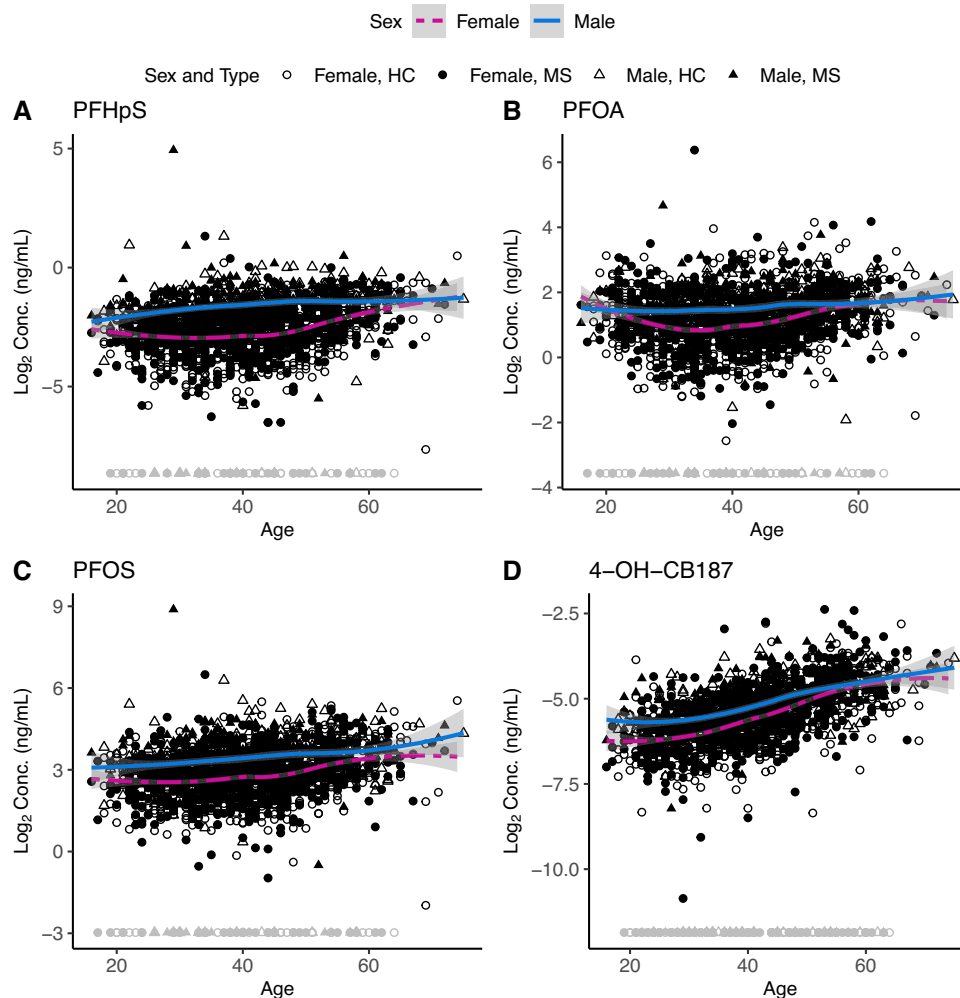 Sex Female Male
Sex and Type Female, HC Female, MS Male, HC Male, MS
A PFHpS
Log₂ Conc. (ng/mL)
5
0
−5
20 40 60
Age
B PFOA
Log₂ Conc. (ng/mL)
6
4
2
0
−2
−4
20 40 60
Age
C PFOS
Log₂ Conc. (ng/mL)
9
6
3
0
−3
20 40 60
Age
D 4−OH−CB187
Log₂ Conc. (ng/mL)
−2.5
−5.0
−7.5
−10.0
20 40 60
Age